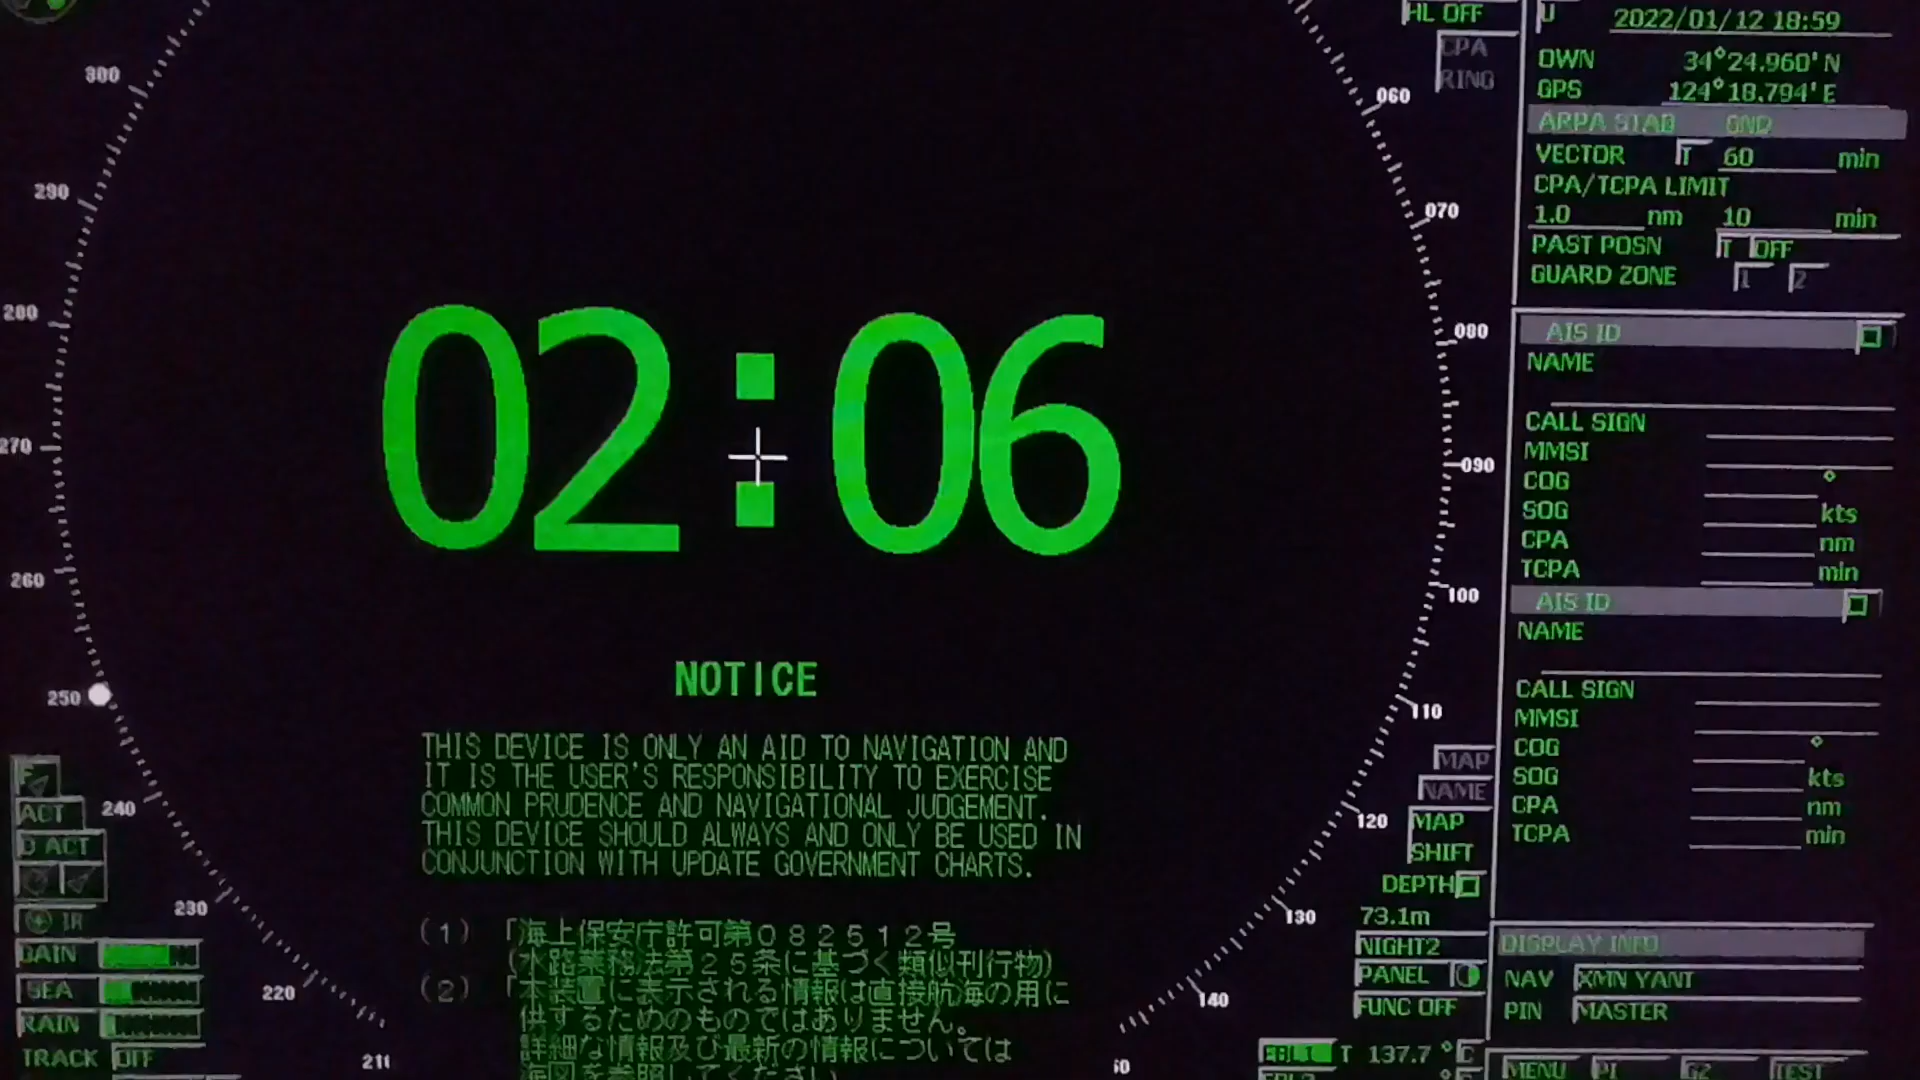 HL OFF
CPA
RING
U 2022/01/12 18:59
OWN 34°24.960'N
GPS 124°18.794'E
ARPA STAB GND
VECTOR T 60 min
CPA/TCPA LIMIT
1.0 nm 10 min
PAST POSN T OFF
GUARD ZONE 1 2
300
290
280
270
260
250
240
230
220
060
070
080
090
100
110
120
130
140
02:06
NOTICE
THIS DEVICE IS ONLY AN AID TO NAVIGATION AND
IT IS THE USER'S RESPONSIBILITY TO EXERCISE
COMMON PRUDENCE AND NAVIGATIONAL JUDGEMENT.
THIS DEVICE SHOULD ALWAYS AND ONLY BE USED IN
CONJUNCTION WITH UPDATE GOVERNMENT CHARTS.
(1) 「海上保安庁許可第082512号
(水路業務法第25条に基づく類似刊行物)
(2) 「本装置に表示される情報は直接航海の用に
供するためのものではありません。
詳細な情報及び最新の情報については
海図を参照してください
AIS ID
NAME
CALL SIGN
MMSI
COG °
SOG kts
CPA nm
TCPA min
AIS ID
NAME
CALL SIGN
MMSI
COG °
SOG kts
CPA nm
TCPA min
ACT
D ACT
IR
GAIN
SEA
RAIN
TRACK OFF
MAP
NAME
MAP
SHIFT
DEPTH
73.1m
NIGHT2
PANEL
FUNC OFF
EBL1 T 137.7 ° C
DISPLAY INFO
NAV XMN YANT
PIN MASTER
MENU PI GZ TEST